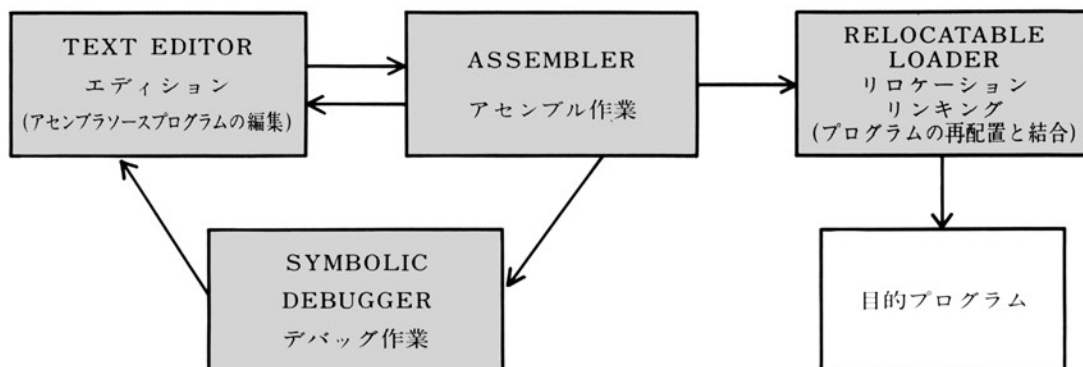 TEXT EDITOR
エディション
(アセンブラソースプログラムの編集)
ASSEMBLER
アセンブル作業
RELOCATABLE
LOADER
リロケーション
リンキング
(プログラムの再配置と結合)
SYMBOLIC
DEBUGGER
デバッグ作業
目的プログラム